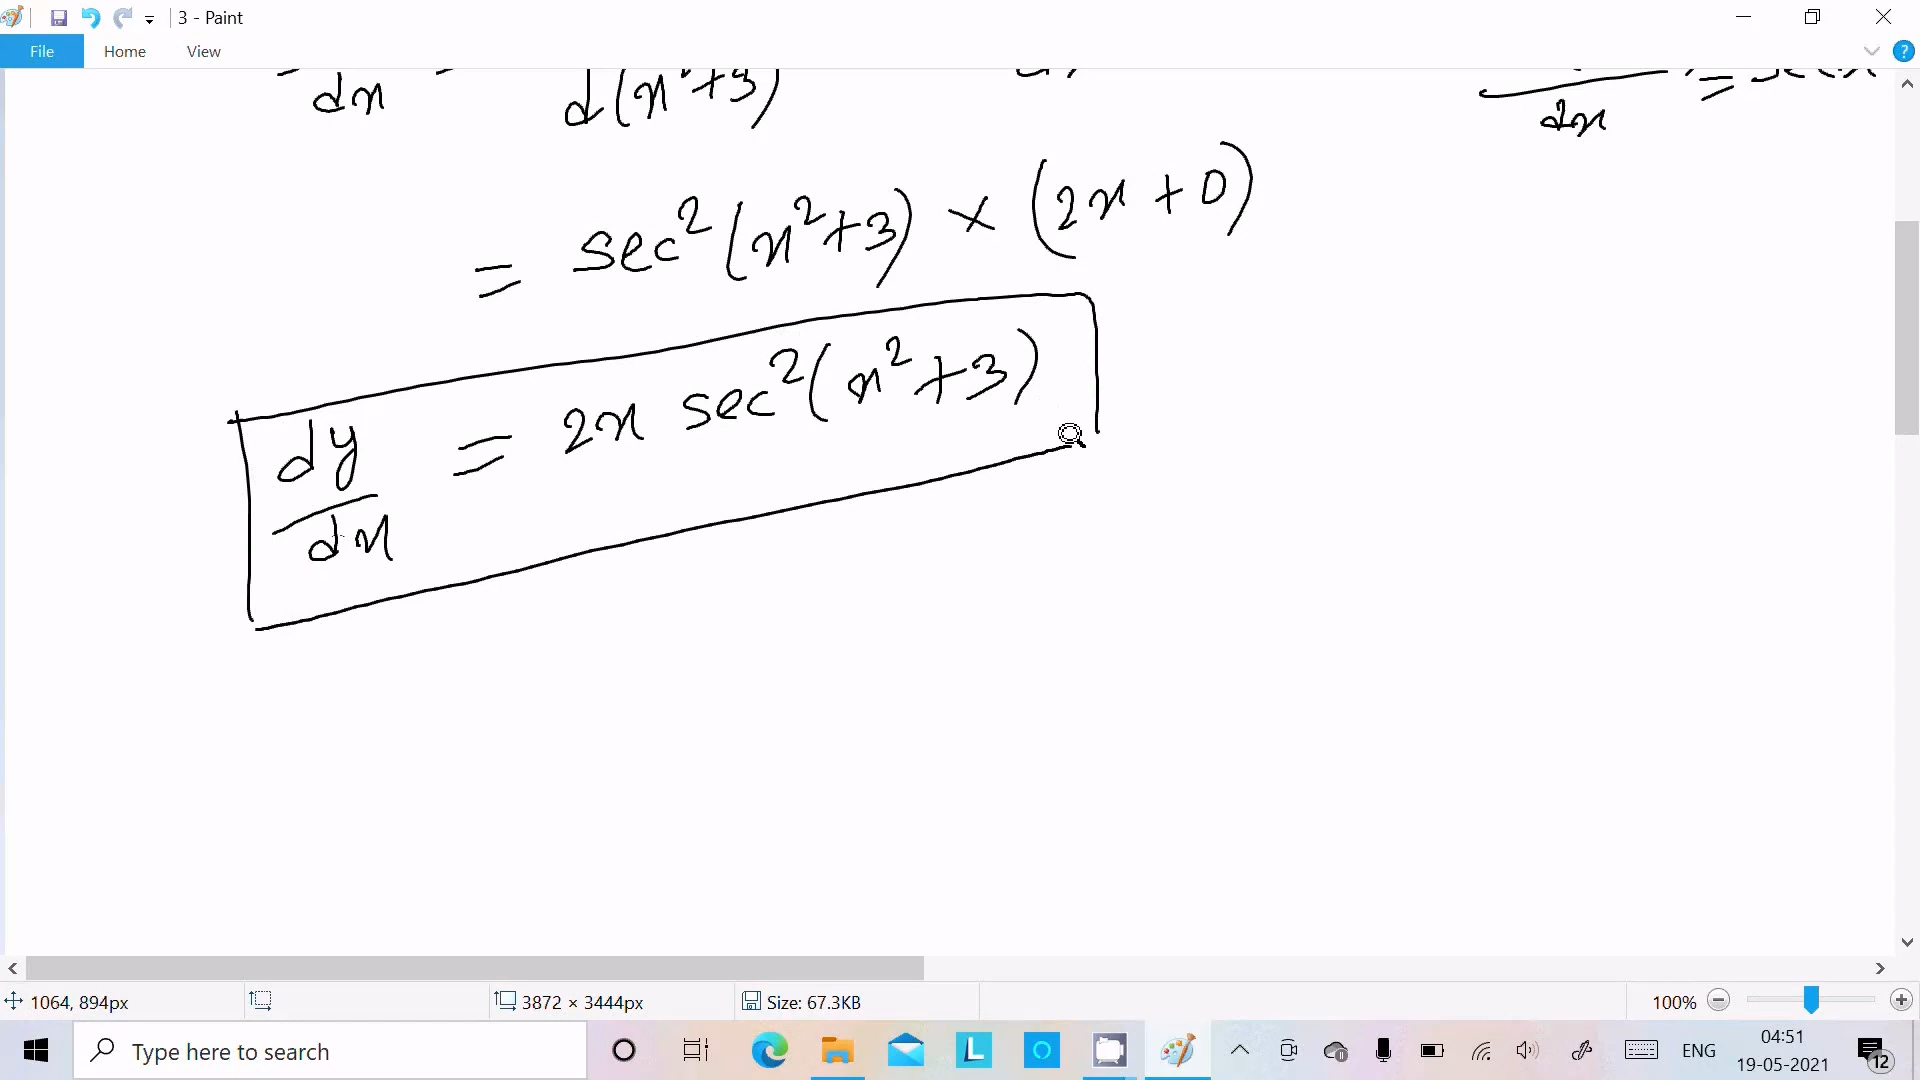 3 - Paint
File Home View
dx d(x²+3)
dx
= sec² (x²+3) × (2x + 0)
dy/dx = 2x sec² (x²+3)
1064, 894px 3872 × 3444px Size: 67.3KB 100%
Type here to search ENG 04:51
19-05-2021 12